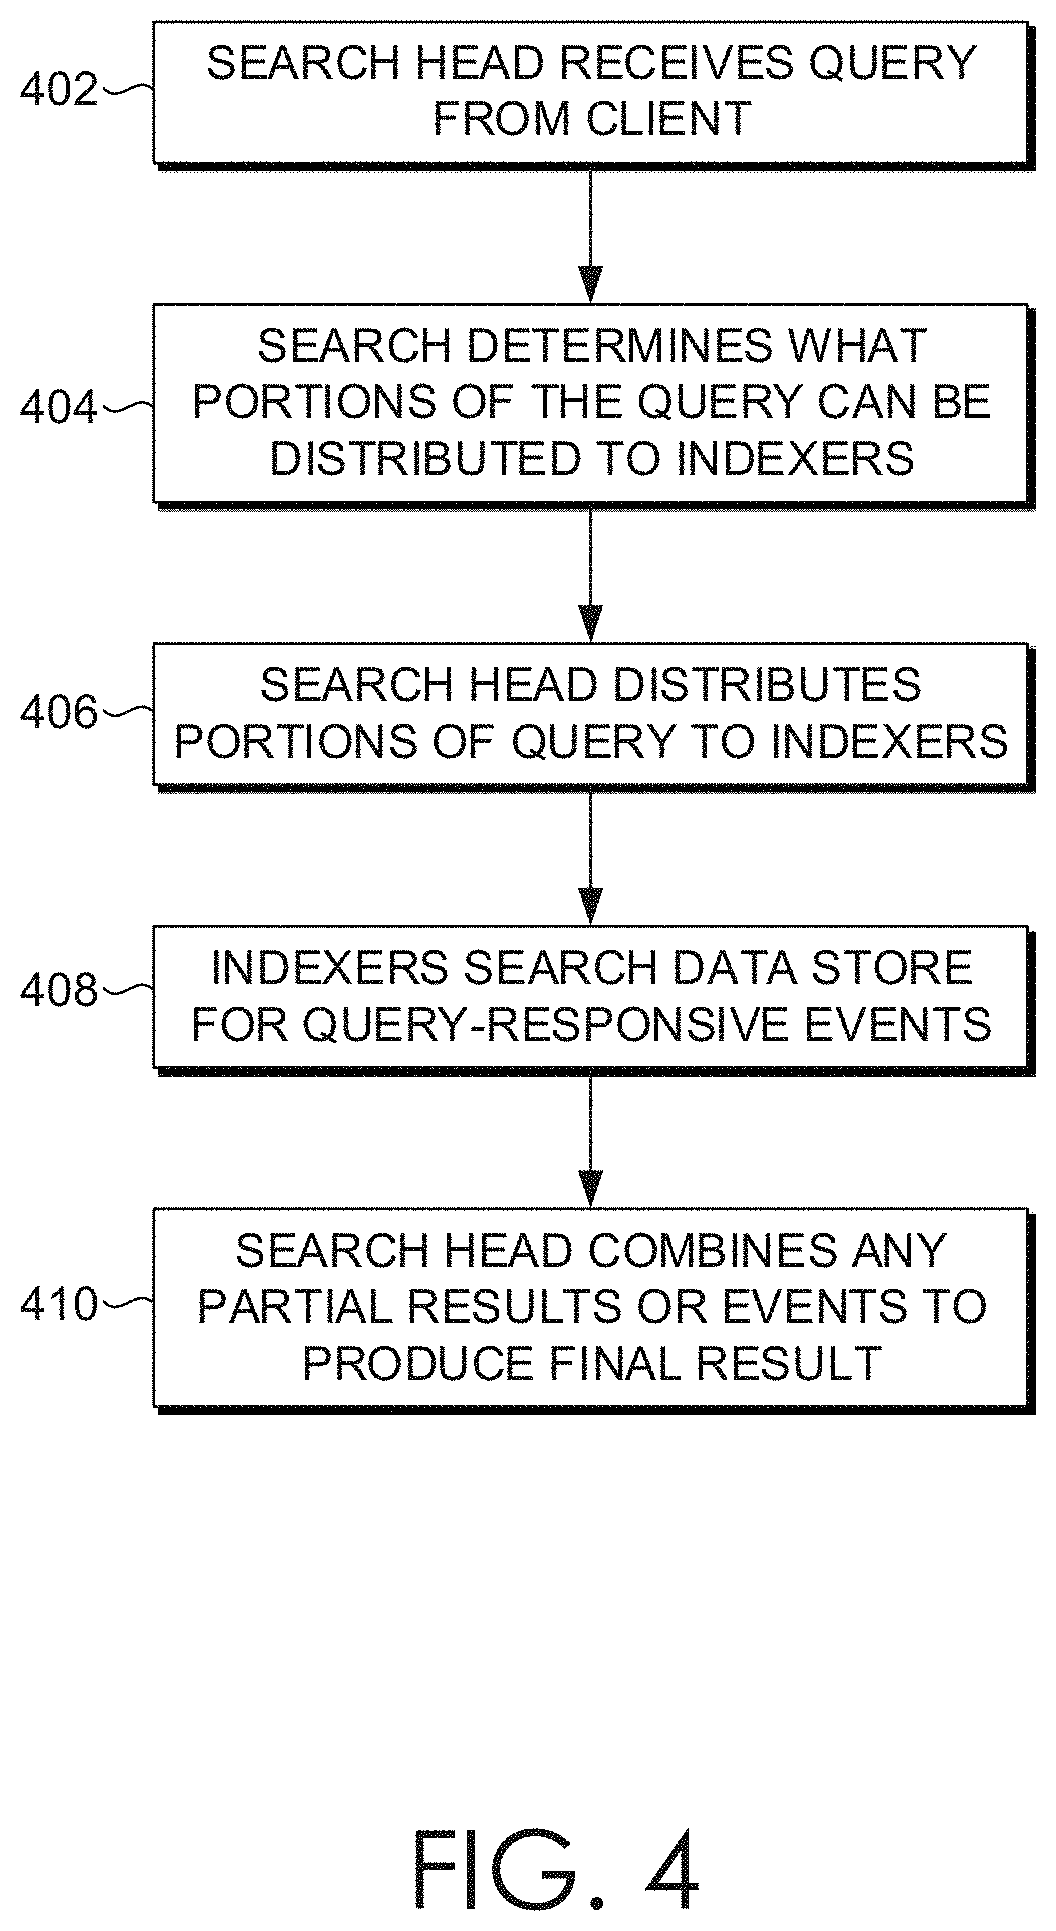 402
SEARCH HEAD RECEIVES QUERY
FROM CLIENT
404
SEARCH DETERMINES WHAT
PORTIONS OF THE QUERY CAN BE
DISTRIBUTED TO INDEXERS
406
SEARCH HEAD DISTRIBUTES
PORTIONS OF QUERY TO INDEXERS
408
INDEXERS SEARCH DATA STORE
FOR QUERY-RESPONSIVE EVENTS
410
SEARCH HEAD COMBINES ANY
PARTIAL RESULTS OR EVENTS TO
PRODUCE FINAL RESULT
FIG. 4